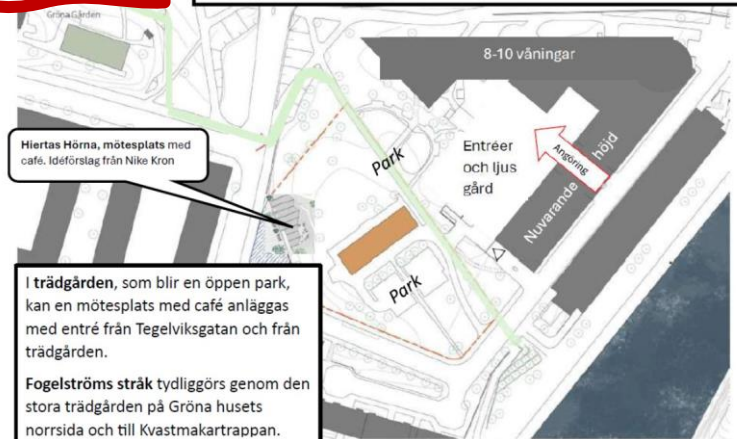 Gröna Gården
8-10 våningar
Hiertas Hörna, mötesplats med
café. Idéförslag från Nike Kron
Park
Entréer
och ljus
gård
Angöring
Nuvarande höjd
Park
I trädgården, som blir en öppen park,
kan en mötesplats med café anläggas
med entré från Tegelviksgatan och från
trädgården.
Fogelströms stråk tydliggörs genom den
stora trädgården på Gröna husets
norrsida och till Kvastmakartrappan.